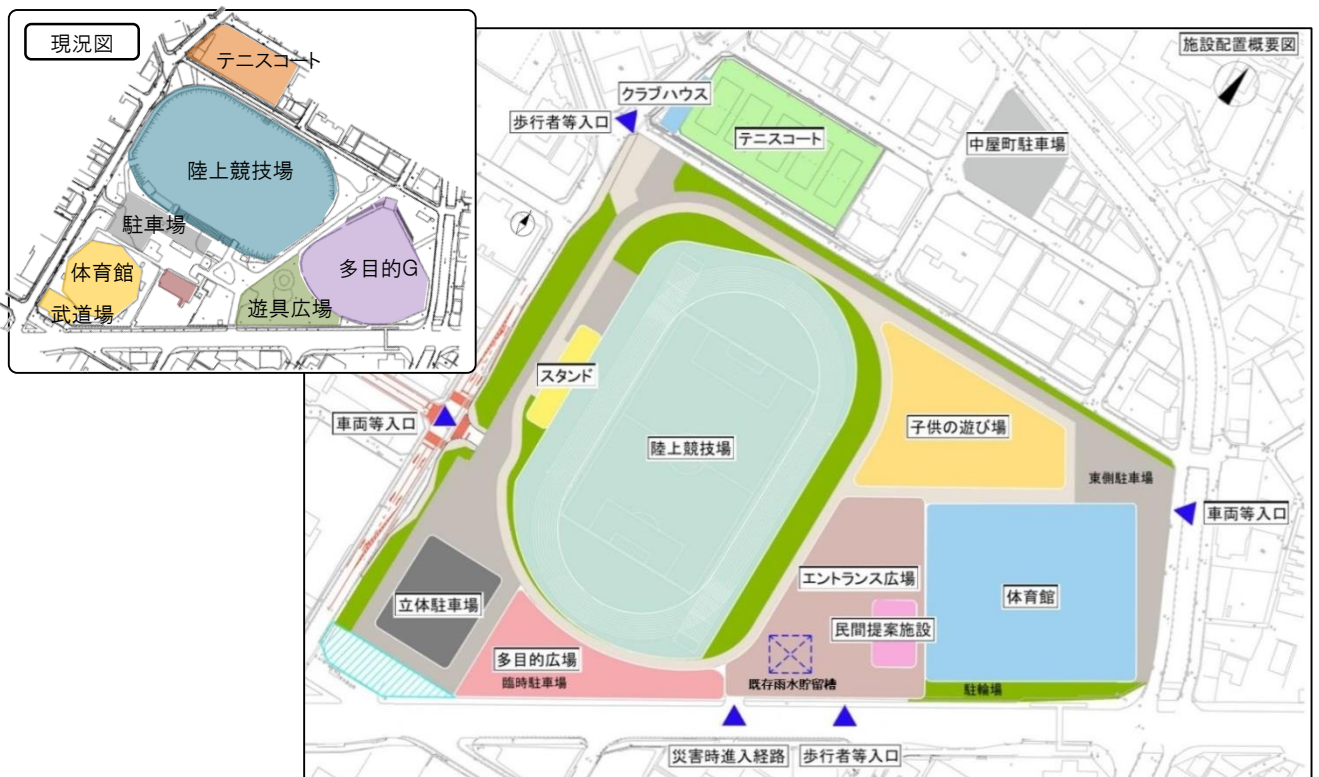 現況図
テニスコート
陸上競技場
駐車場
体育館
武道場
遊具広場
多目的G
施設配置概要図
クラブハウス
歩行者等入口
テニスコート
中屋町駐車場
スタンド
車両等入口
陸上競技場
子供の遊び場
東側駐車場
車両等入口
エントランス広場
体育館
立体駐車場
民間提案施設
多目的広場
臨時駐車場
既存雨水貯留槽
駐輪場
災害時進入経路
歩行者等入口